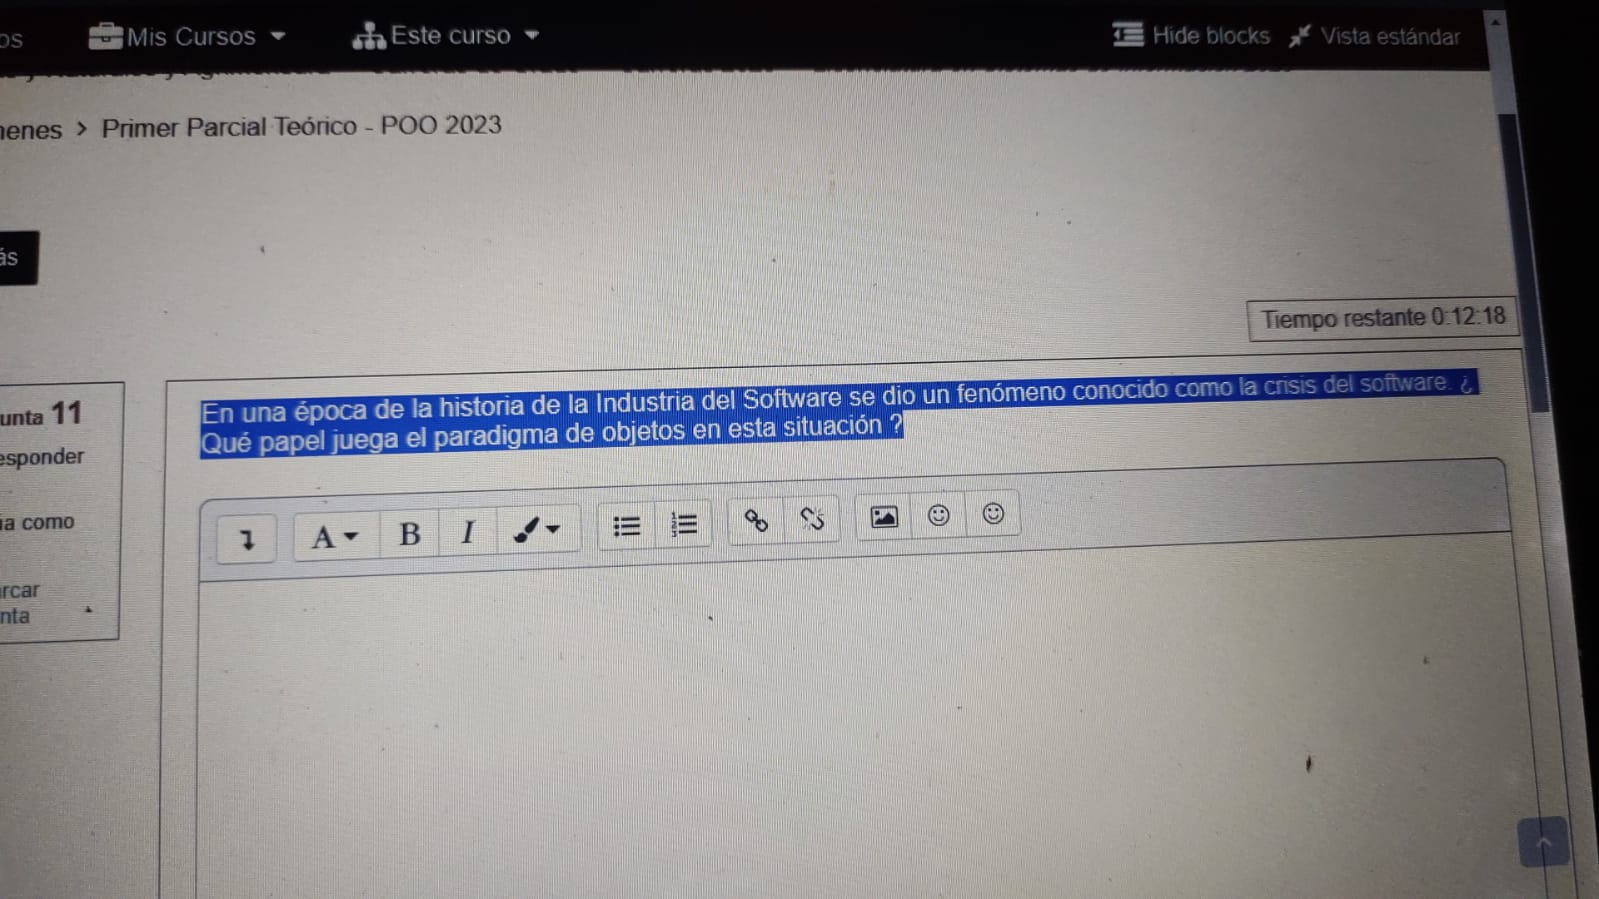 os Mis Cursos Este curso Hide blocks Vista estándar
enes > Primer Parcial Teórico - POO 2023
ás
Tiempo restante 0:12:18
unta 11
esponder
ía como
rcar
nta
En una época de la historia de la Industria del Software se dio un fenómeno conocido como la crisis del software. ¿
Qué papel juega el paradigma de objetos en esta situación ?
A B I